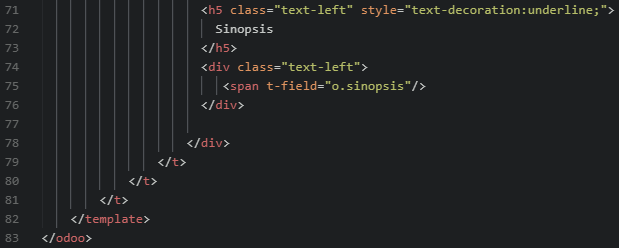 71 <h5 class="text-left" style="text-decoration:underline;">
72 Sinopsis
73 </h5>
74 <div class="text-left">
75 <span t-field="o.sinopsis"/>
76 </div>
77
78 </div>
79 </t>
80 </t>
81 </t>
82 </template>
83 </odoo>